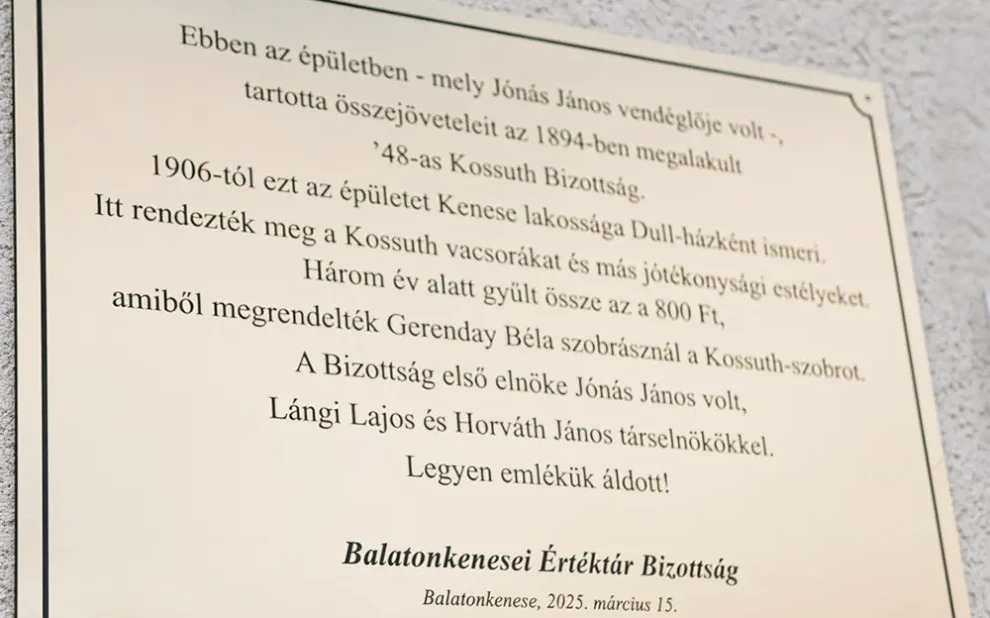 Ebben az épületben - mely Jónás János vendéglője volt -,
tartotta összejöveteleit az 1894-ben megalakult
’48-as Kossuth Bizottság.
1906-tól ezt az épületet Kenese lakossága Dull-házként ismeri.
Itt rendezték meg a Kossuth vacsorákat és más jótékonysági estélyeket.
Három év alatt gyűlt össze az a 800 Ft,
amiből megrendelték Gerenday Béla szobrásznál a Kossuth-szobrot.
A Bizottság első elnöke Jónás János volt,
Lángi Lajos és Horváth János társelnökökkel.
Legyen emlékük áldott!
Balatonkenesei Értéktár Bizottság
Balatonkenese, 2025. március 15.